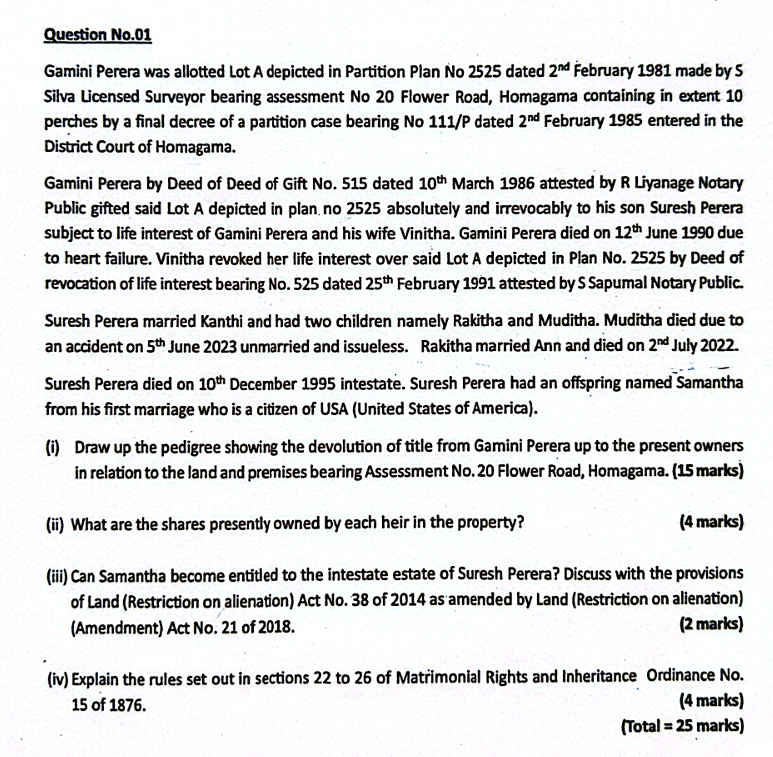 Question No.01
Gamini Perera was allotted Lot A depicted in Partition Plan No 2525 dated 2nd February 1981 made by S
Silva Licensed Surveyor bearing assessment No 20 Flower Road, Homagama containing in extent 10
perches by a final decree of a partition case bearing No 111/P dated 2nd February 1985 entered in the
District Court of Homagama.
Gamini Perera by Deed of Deed of Gift No. 515 dated 10th March 1986 attested by R Liyanage Notary
Public gifted said Lot A depicted in plan no 2525 absolutely and irrevocably to his son Suresh Perera
subject to life interest of Gamini Perera and his wife Vinitha. Gamini Perera died on 12th June 1990 due
to heart failure. Vinitha revoked her life interest over said Lot A depicted in Plan No. 2525 by Deed of
revocation of life interest bearing No. 525 dated 25th February 1991 attested by S Sapumal Notary Public.
Suresh Perera married Kanthi and had two children namely Rakitha and Muditha. Muditha died due to
an accident on 5th June 2023 unmarried and issueless. Rakitha married Ann and died on 2nd July 2022.
Suresh Perera died on 10th December 1995 intestate. Suresh Perera had an offspring named Samantha
from his first marriage who is a citizen of USA (United States of America).
(i) Draw up the pedigree showing the devolution of title from Gamini Perera up to the present owners
in relation to the land and premises bearing Assessment No. 20 Flower Road, Homagama. (15 marks)
(ii) What are the shares presently owned by each heir in the property? (4 marks)
(iii) Can Samantha become entitled to the intestate estate of Suresh Perera? Discuss with the provisions
of Land (Restriction on alienation) Act No. 38 of 2014 as amended by Land (Restriction on alienation)
(Amendment) Act No. 21 of 2018. (2 marks)
(iv) Explain the rules set out in sections 22 to 26 of Matrimonial Rights and Inheritance Ordinance No.
15 of 1876. (4 marks)
(Total = 25 marks)